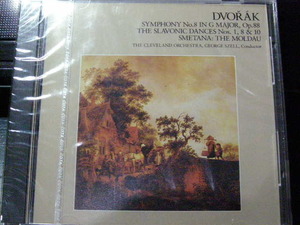 DVOŘÁK
SYMPHONY No.8 IN G MAJOR, Op.88
THE SLAVONIC DANCES Nos. 1, 8 & 10
SMETANA: THE MOLDAU
THE CLEVELAND ORCHESTRA, GEORGE SZELL, Conductor